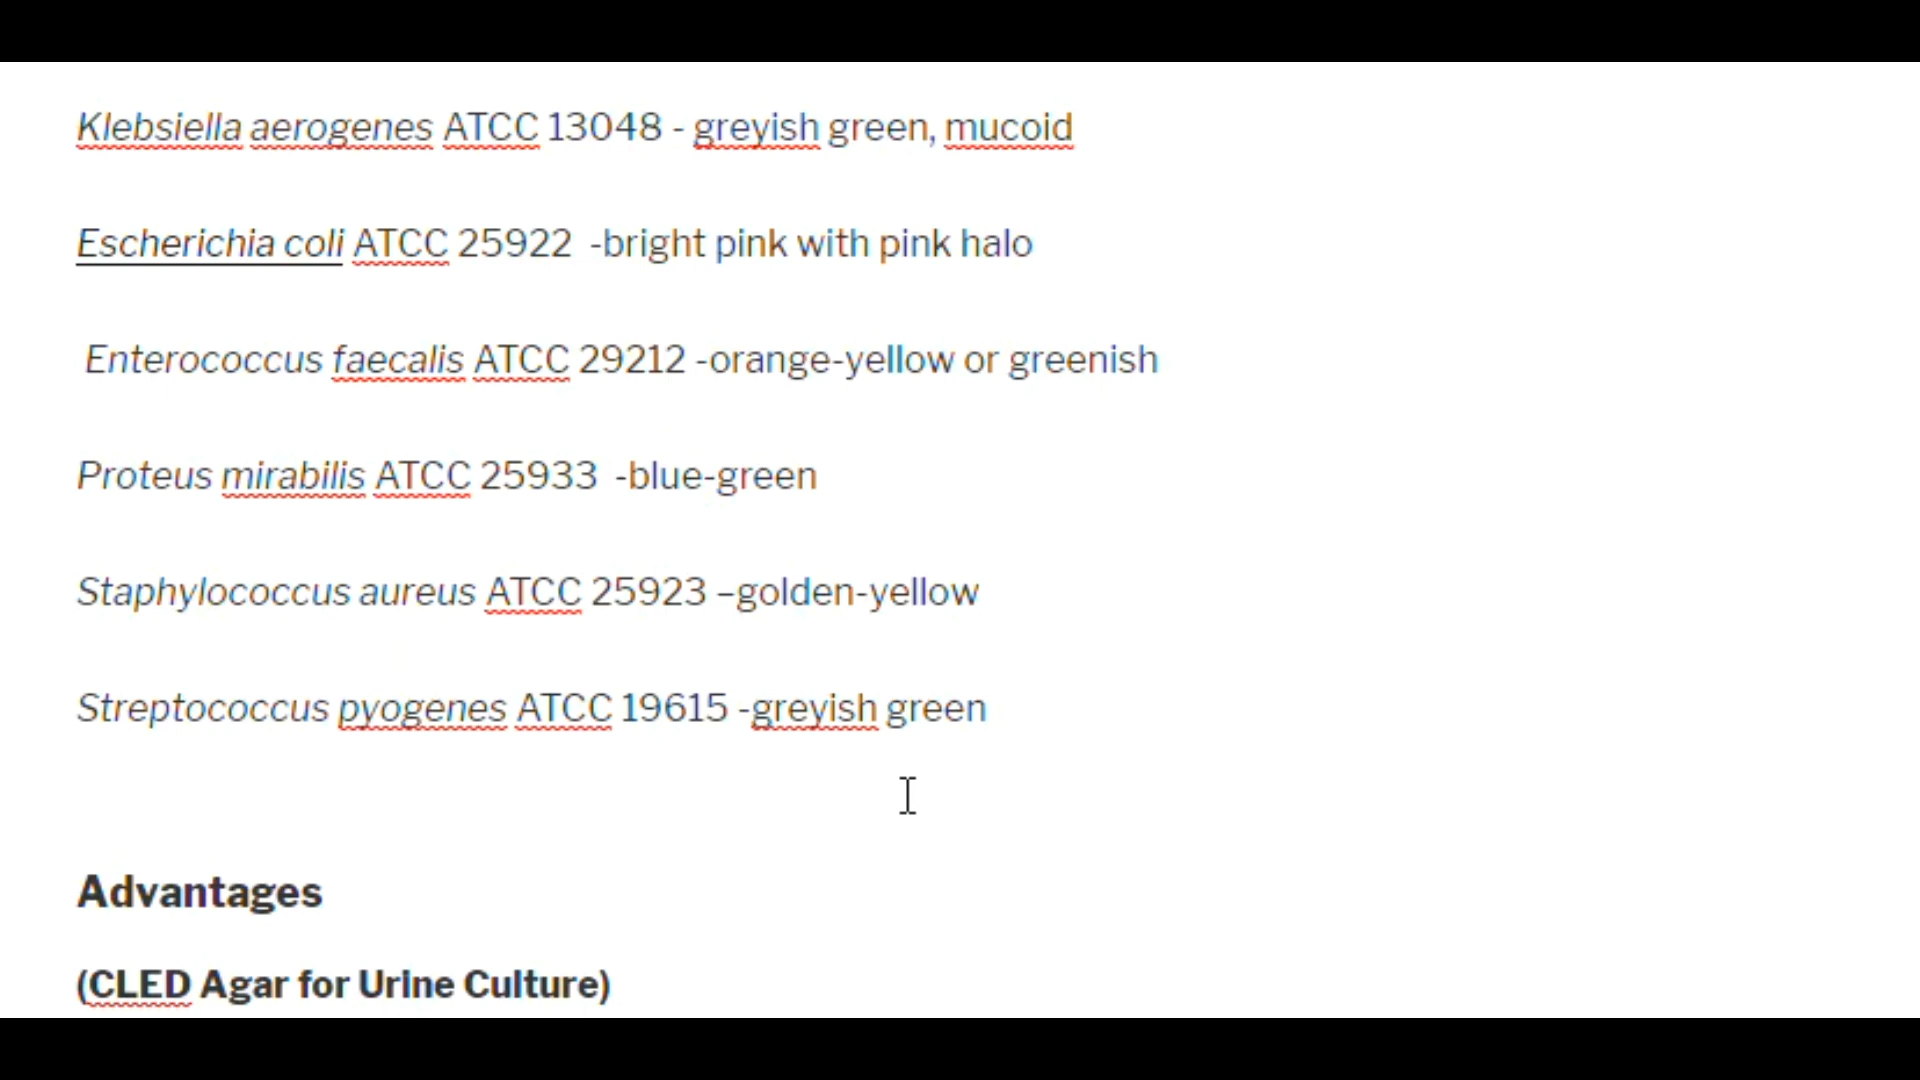 Klebsiella aerogenes ATCC 13048 - greyish green, mucoid
Escherichia coli ATCC 25922  -bright pink with pink halo
Enterococcus faecalis ATCC 29212 -orange-yellow or greenish
Proteus mirabilis ATCC 25933  -blue-green
Staphylococcus aureus ATCC 25923 –golden-yellow
Streptococcus pyogenes ATCC 19615 -greyish green
Advantages
(CLED Agar for Urine Culture)